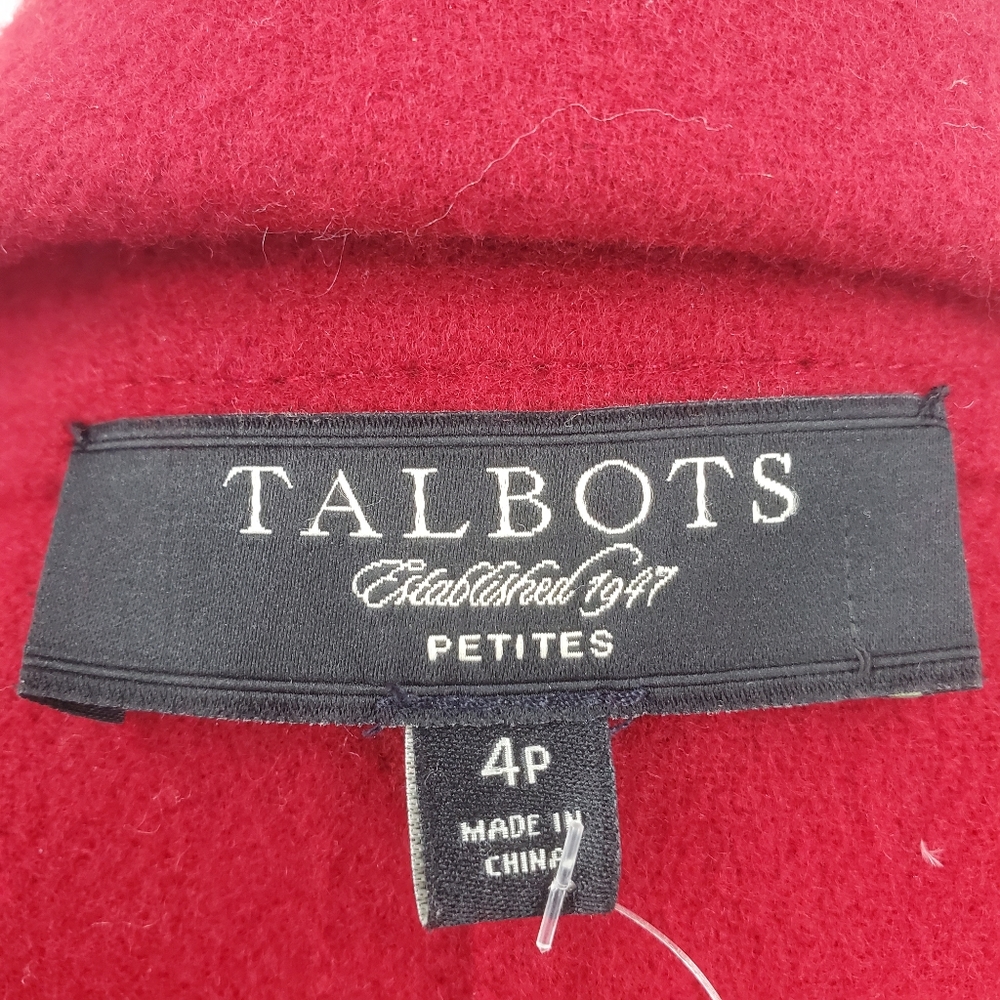 TALBOTS
Established 1947
PETITES
4P
MADE IN
CHINA